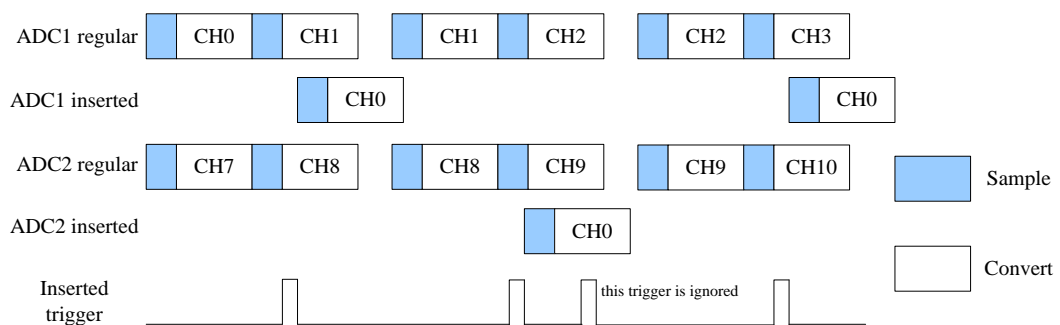 ADC1 regular
CH0
CH1
CH1
CH2
CH2
CH3
ADC1 inserted
CH0
CH0
ADC2 regular
CH7
CH8
CH8
CH9
CH9
CH10
Sample
ADC2 inserted
CH0
Convert
Inserted
trigger
this trigger is ignored